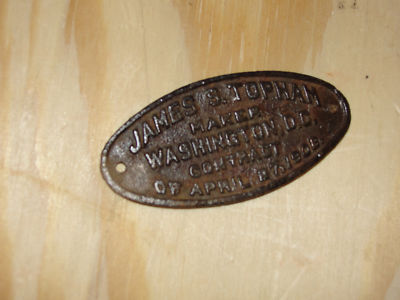 JAMES S. TOPHAM
MAKER
WASHINGTON, D.C.
CONTRACT
OF APRIL